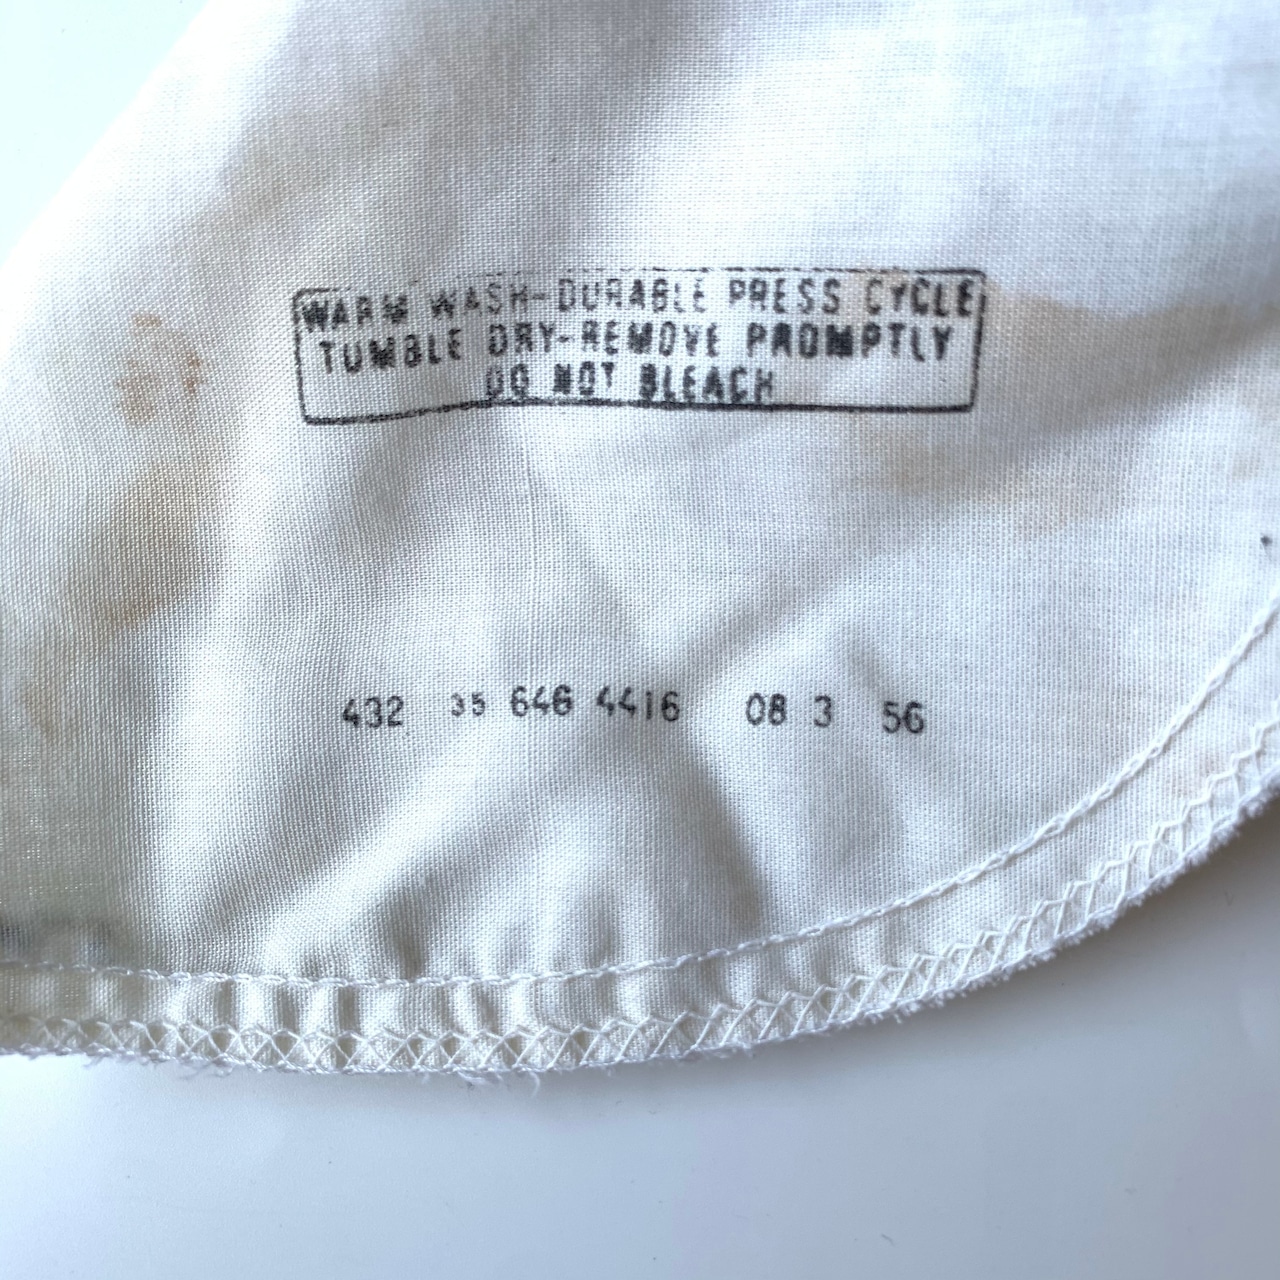 WARM WASH-DURABLE PRESS CYCLE
TUMBLE DRY-REMOVE PROMPTLY
DO NOT BLEACH
432 35 646 4416 08 3 56